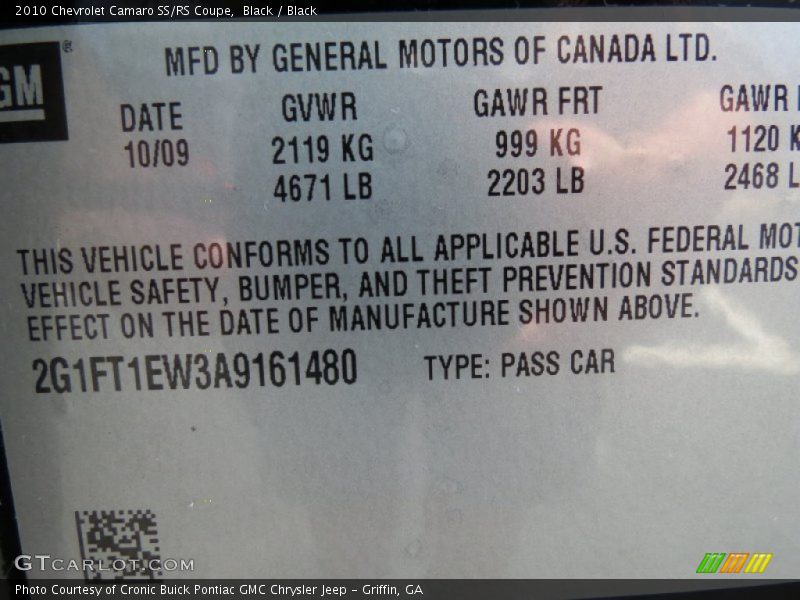 2010 Chevrolet Camaro SS/RS Coupe, Black / Black
GM ®
MFD BY GENERAL MOTORS OF CANADA LTD.
DATE GVWR GAWR FRT GAWR
10/09 2119 KG 999 KG 1120 K
4671 LB 2203 LB 2468 L
THIS VEHICLE CONFORMS TO ALL APPLICABLE U.S. FEDERAL MOT
VEHICLE SAFETY, BUMPER, AND THEFT PREVENTION STANDARDS
EFFECT ON THE DATE OF MANUFACTURE SHOWN ABOVE.
2G1FT1EW3A9161480 TYPE: PASS CAR
GTCARLOT.COM
Photo Courtesy of Cronic Buick Pontiac GMC Chrysler Jeep - Griffin, GA